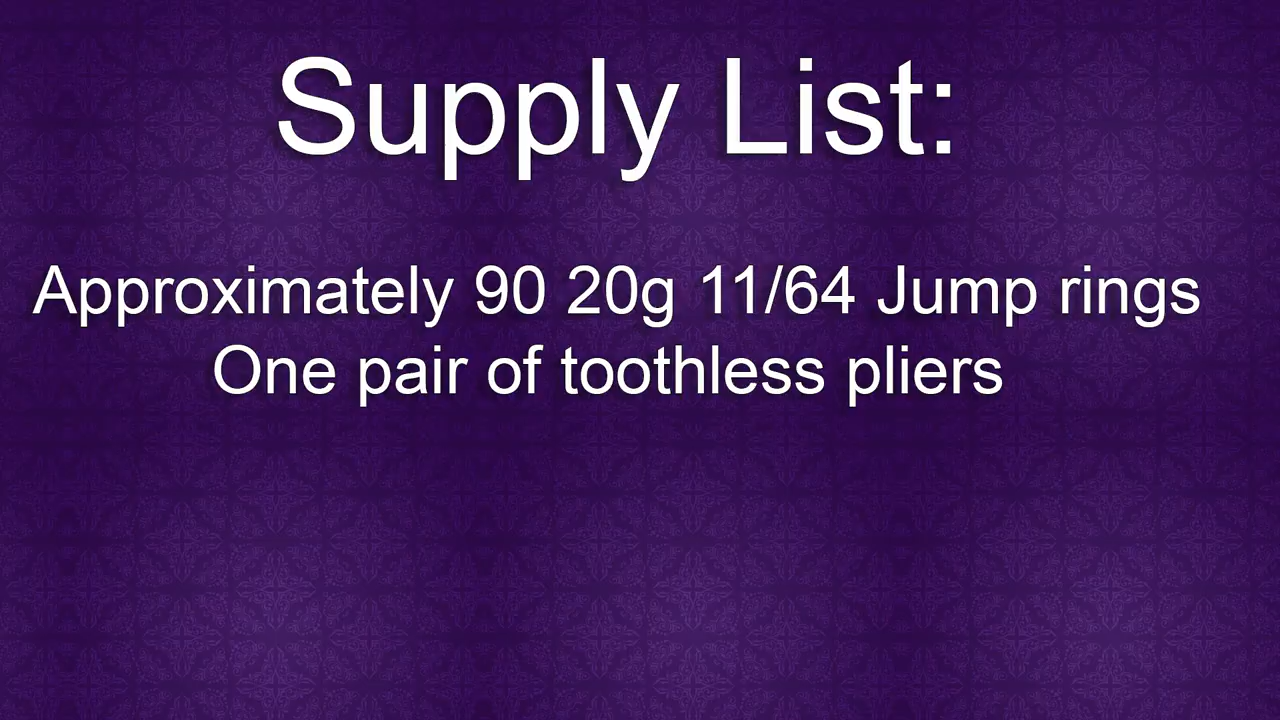 Supply List:
Approximately 90 20g 11/64 Jump rings
One pair of toothless pliers